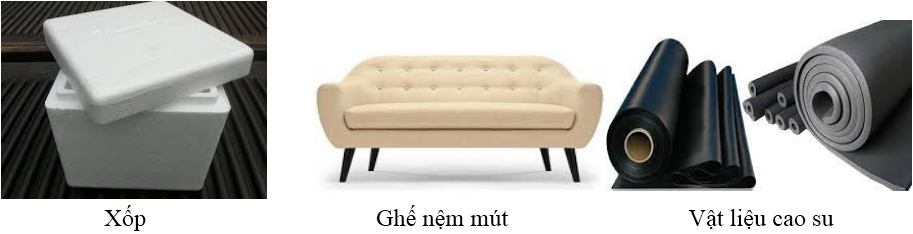 Xốp
Ghế nệm mút
Vật liệu cao su